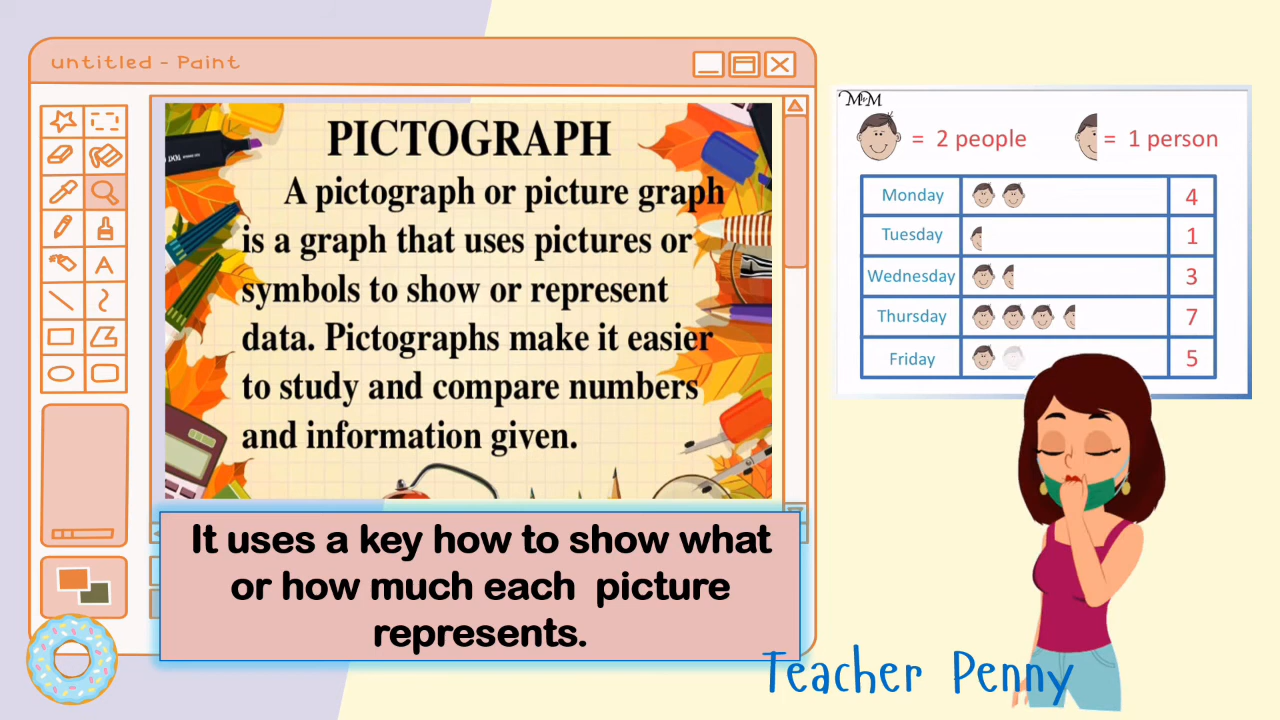 untitled - Paint
PICTOGRAPH
A pictograph or picture graph
is a graph that uses pictures or
symbols to show or represent
data. Pictographs make it easier
to study and compare numbers
and information given.
A
It uses a key how to show what
or how much each picture
represents.
MM
= 2 people = 1 person
Monday 4
Tuesday 1
Wednesday 3
Thursday 7
Friday 5
Teacher Penny